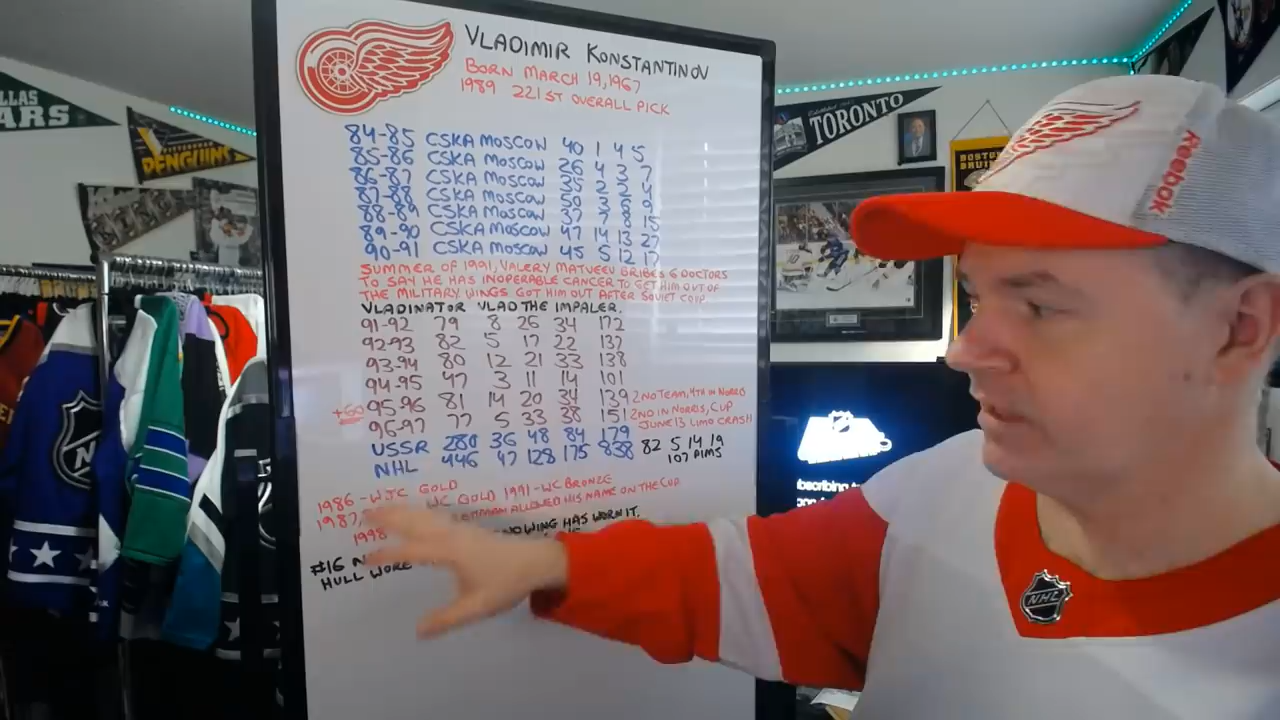 VLADIMIR KONSTANTINOV
BORN MARCH 19, 1967
1989 221ST OVERALL PICK
84-85 CSKA MOSCOW 40 1 4 5
85-86 CSKA MOSCOW 26 4 3 7
86-87 CSKA MOSCOW 35 2 2 4
87-88 CSKA MOSCOW 50 3 6 9
88-89 CSKA MOSCOW 37 7 8 15
89-90 CSKA MOSCOW 47 14 13 27
90-91 CSKA MOSCOW 45 5 12 17
SUMMER OF 1991, VALERY MATVEEV BRIBES 6 DOCTORS
TO SAY HE HAS INOPERABLE CANCER TO GET HIM OUT OF
THE MILITARY. WINGS GOT HIM OUT AFTER SOVIET COUP.
VLADINATOR VLAD THE IMPALER.
91-92 79 8 26 34 172
92-93 82 5 17 22 137
93-94 80 12 21 33 138
94-95 47 3 11 14 101
+60 95-96 81 14 20 34 139 2ND TEAM, 4TH IN NORRIS
96-97 77 5 33 38 151 2ND IN NORRIS, CUP
JUNE 13 LIMO CRASH
USSR 280 36 48 84 179
NHL 446 47 128 175 838 82 5 14 19
107 PIMS
1986-WJC GOLD
1987, WC GOLD 1991-WC BRONZE
1998 ALLOWED HIS NAME ON THE CUP
#16 N WING HAS WORN IT.
HULL WORE
LLAS
ARS
PENGUINS
TORONTO
BOSTON
BRUINS
Reebok
NHL
NHL